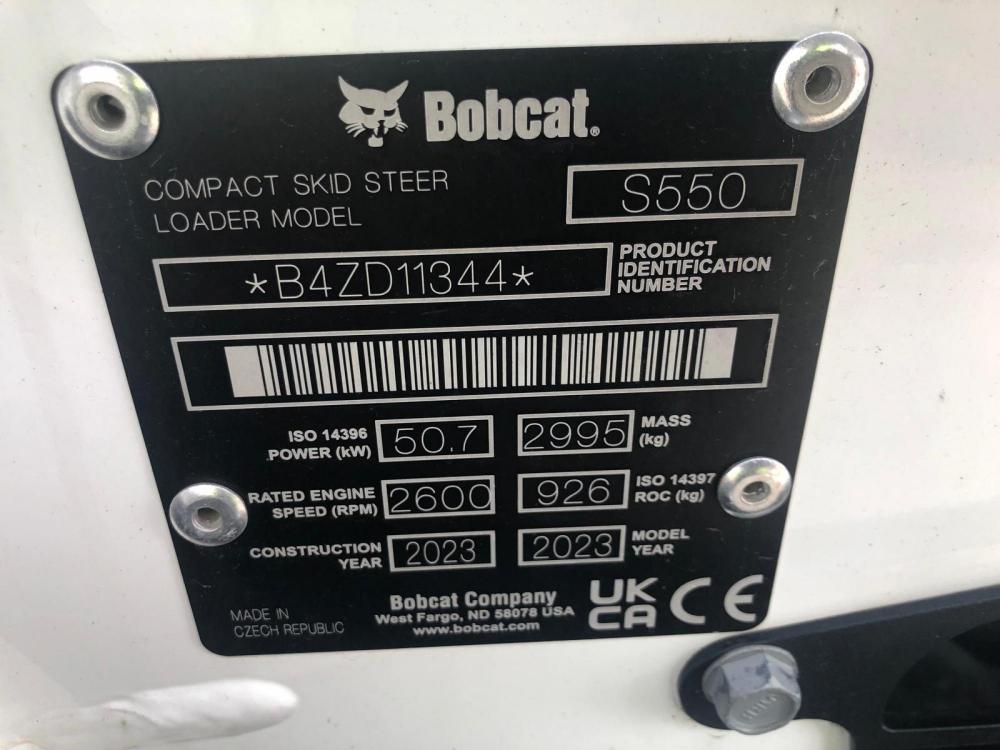 Bobcat®
COMPACT SKID STEER
LOADER MODEL
S550
*B4ZD11344*
PRODUCT
IDENTIFICATION
NUMBER
ISO 14396
POWER (kW)
50.7
2995
MASS
(kg)
RATED ENGINE
SPEED (RPM)
2600
926
ISO 14397
ROC (kg)
CONSTRUCTION
YEAR
2023
2023
MODEL
YEAR
MADE IN
CZECH REPUBLIC
Bobcat Company
West Fargo, ND 58078 USA
www.bobcat.com
UK
CA
CE